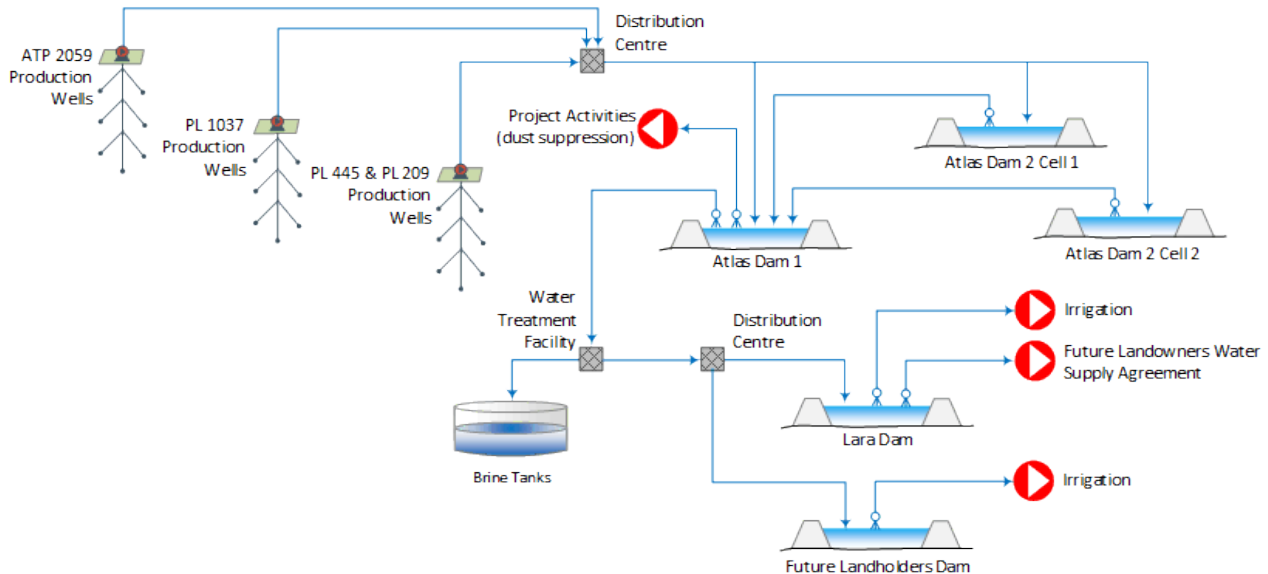 Distribution
Centre
ATP 2059
Production
Wells
PL 1037
Production
Wells
Project Activities
(dust suppression)
PL 445 & PL 209
Production
Wells
Atlas Dam 2 Cell 1
Atlas Dam 2 Cell 2
Atlas Dam 1
Water
Treatment
Facility
Distribution
Centre
Irrigation
Future Landowners Water
Supply Agreement
Lara Dam
Brine Tanks
Irrigation
Future Landholders Dam